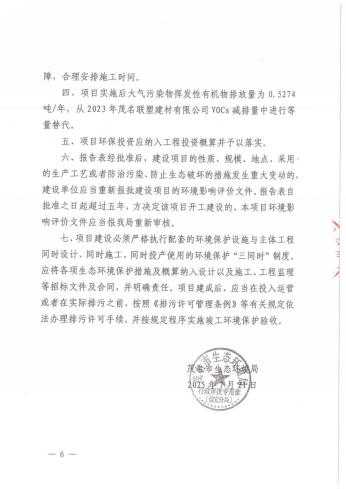 障，合理安排施工时间。
四、项目实施后大气污染物挥发性有机物排放量为 0.5274
吨/年，从 2023 年茂名联塑建材有限公司 VOCs 减排量中进行等
量替代。
五、项目环保投资应纳入工程投资概算并予以落实。
六、报告表经批准后，建设项目的性质、规模、地点、采用
的生产工艺或者防治污染、防止生态破坏的措施发生重大变动的，
建设单位应当重新报批建设项目的环境影响评价文件。报告表自
批准之日起超过五年，方决定该项目开工建设的，本项目环境影
响评价文件应当报我局重新审核。
七、项目建设必须严格执行配套的环境保护设施与主体工程
同时设计、同时施工、同时投产使用的环境保护“三同时”制度，
应将各项生态环境保护措施及概算纳入设计以及施工、工程监理
等招标文件及合同，并明确责任。项目建成后，应当在投入运营
或者在实际排污之前，按照《排污许可管理条例》等有关规定依
法办理排污许可手续，并按规定程序实施竣工环境保护验收。
茂名市生态环境局
2025 年 7 月 21 日
行政审批专用章
— 6 —